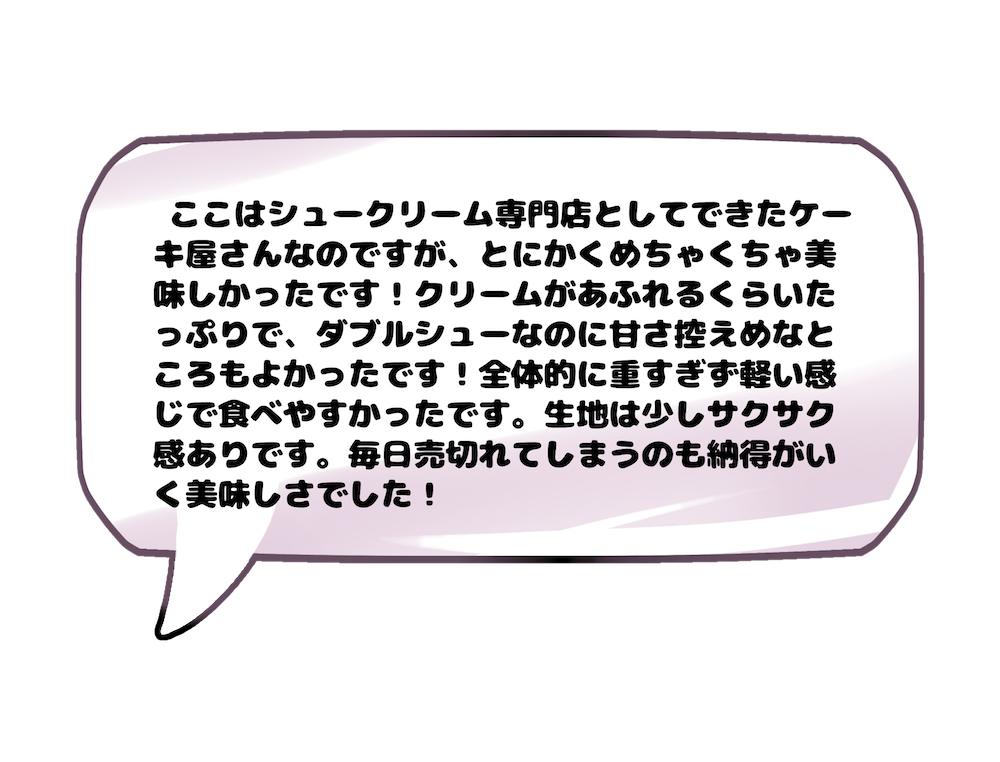 ここはシュークリーム専門店としてできたケー
キ屋さんなのですが、とにかくめちゃくちゃ美
味しかったです！クリームがあふれるくらいた
っぷりで、ダブルシューなのに甘さ控えめなと
ころもよかったです！全体的に重すぎず軽い感
じで食べやすかったです。生地は少しサクサク
感ありです。毎日売切れてしまうのも納得がい
く美味しさでした！